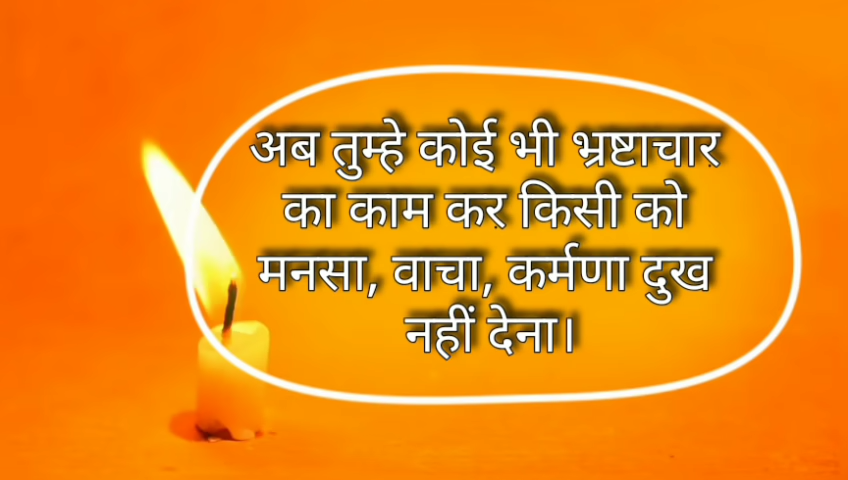 अब तुम्हे कोई भी भ्रष्टाचार
का काम कर किसी को
मनसा, वाचा, कर्मणा दुख
नहीं देना।